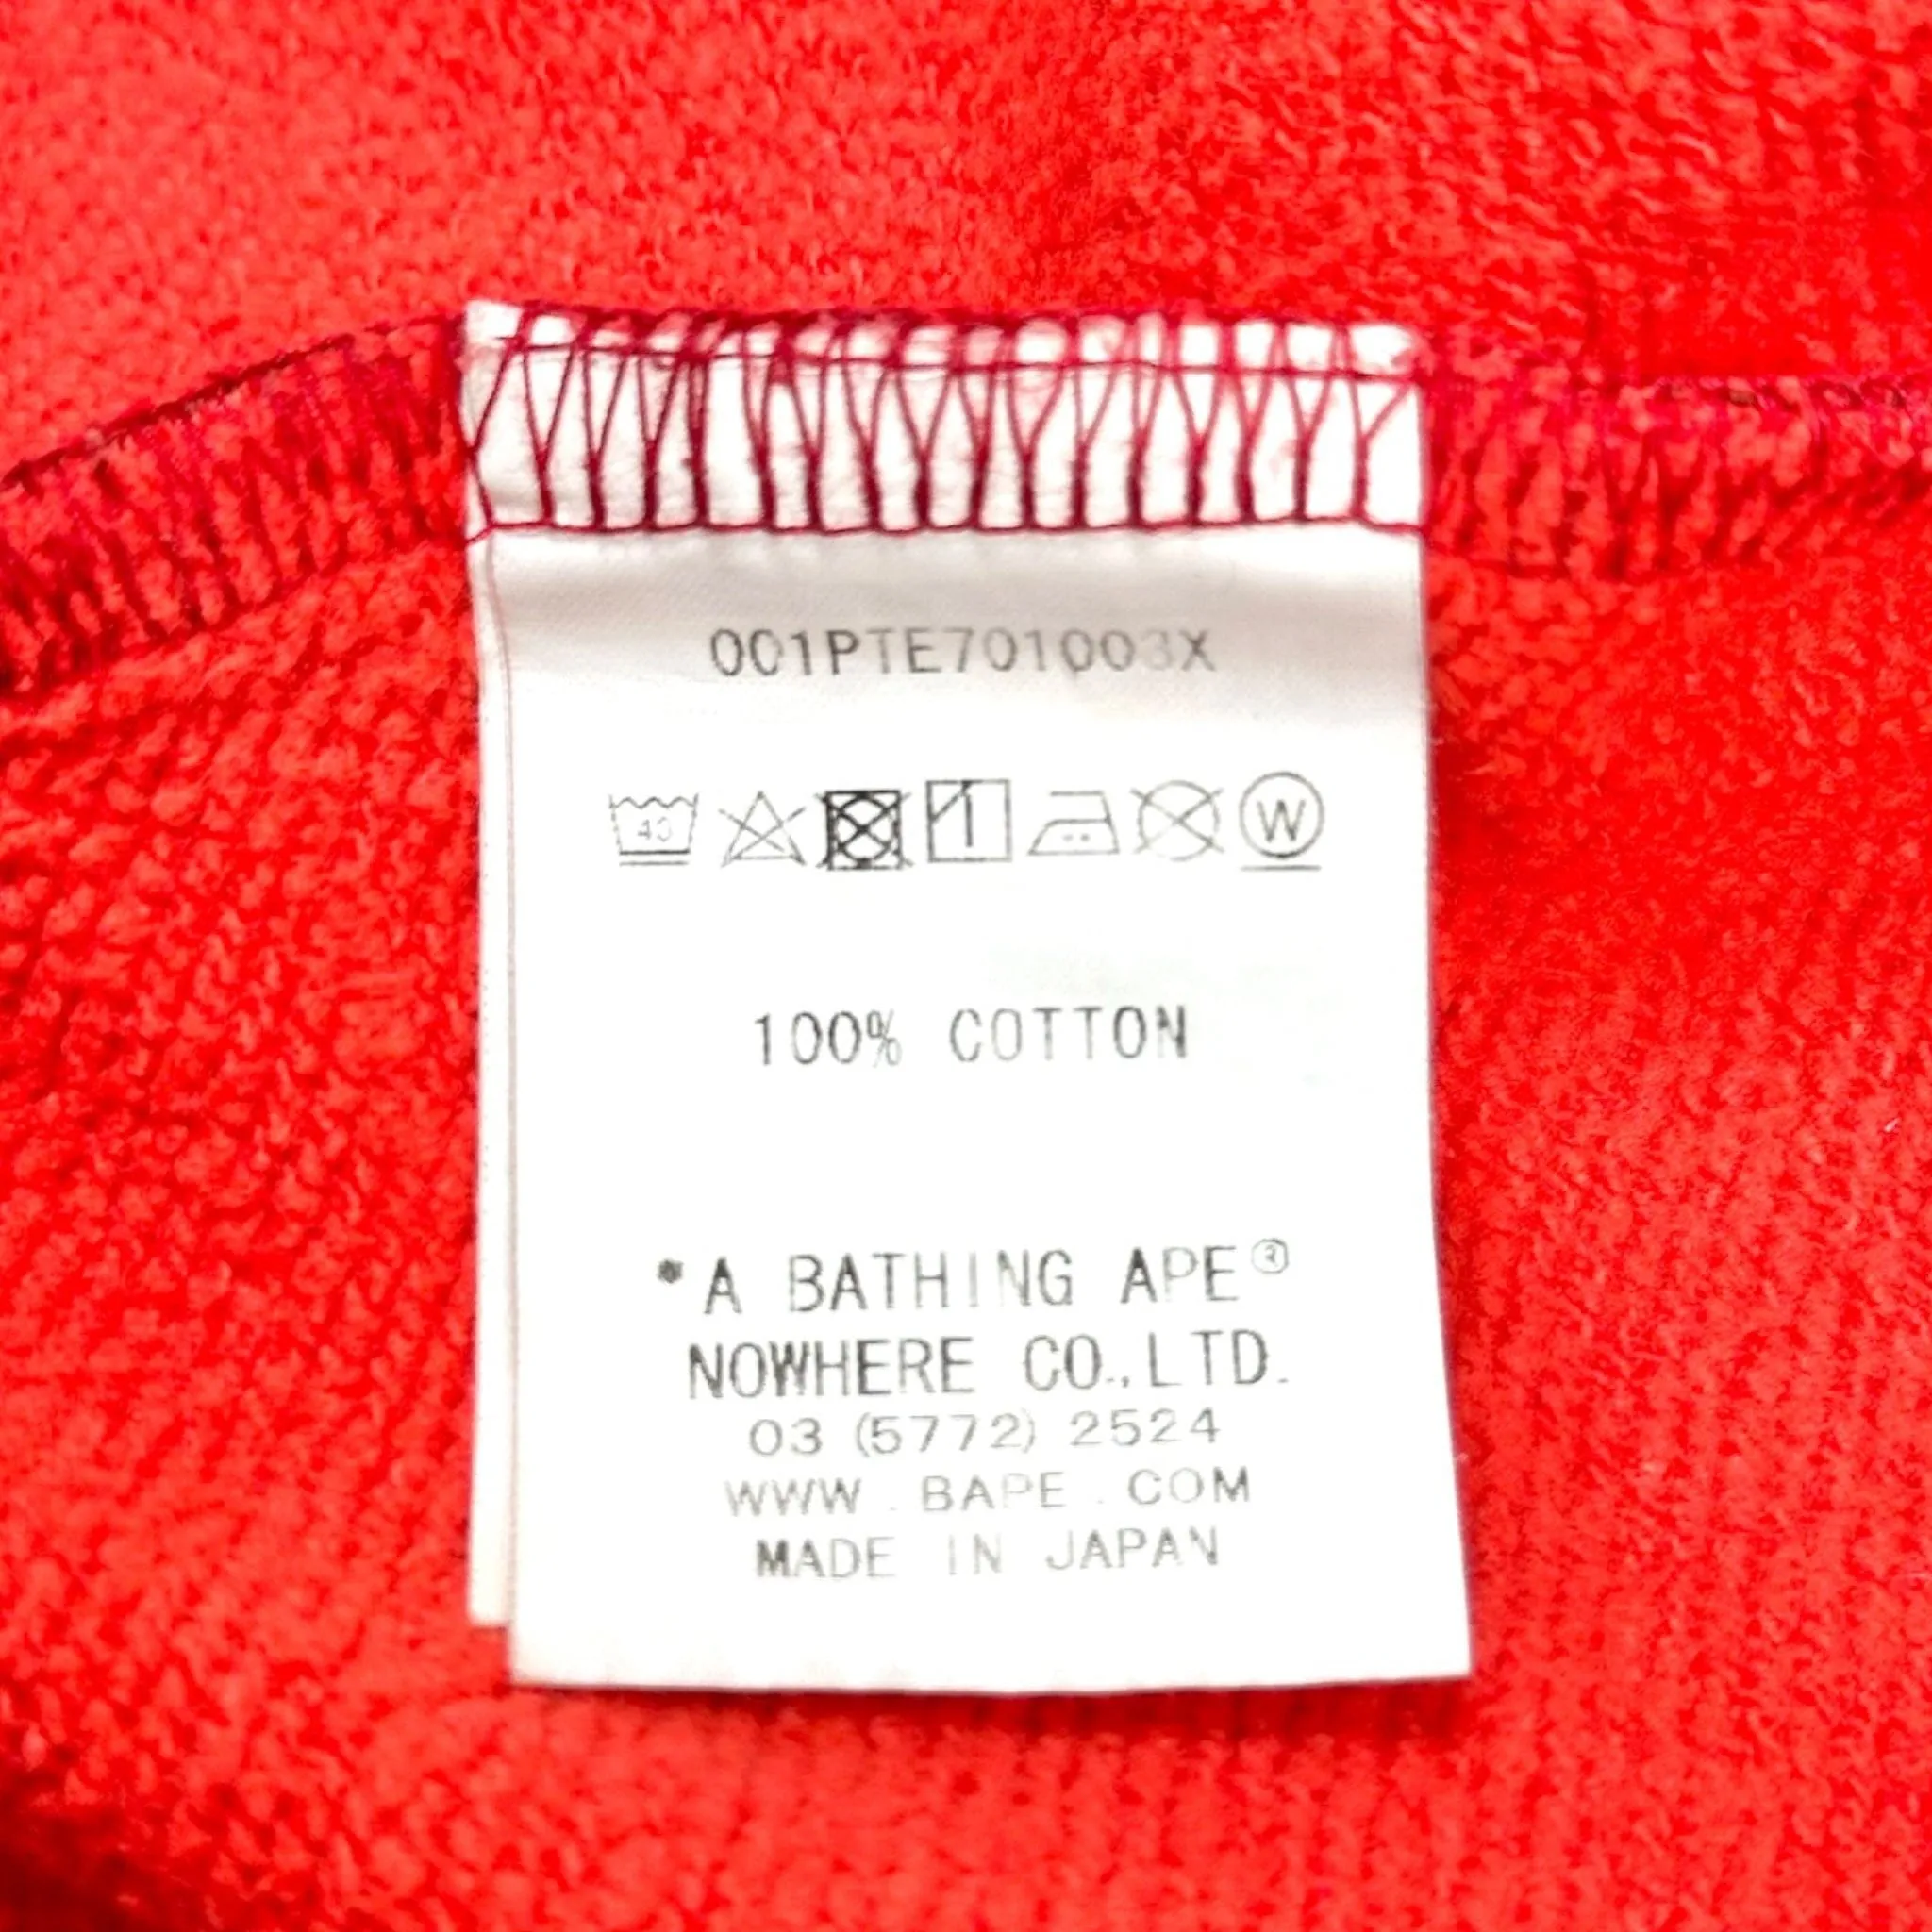 001PTE701003X
40
W
100% COTTON
*A BATHING APE®
NOWHERE CO.,LTD.
03 (5772) 2524
WWW.BAPE.COM
MADE IN JAPAN